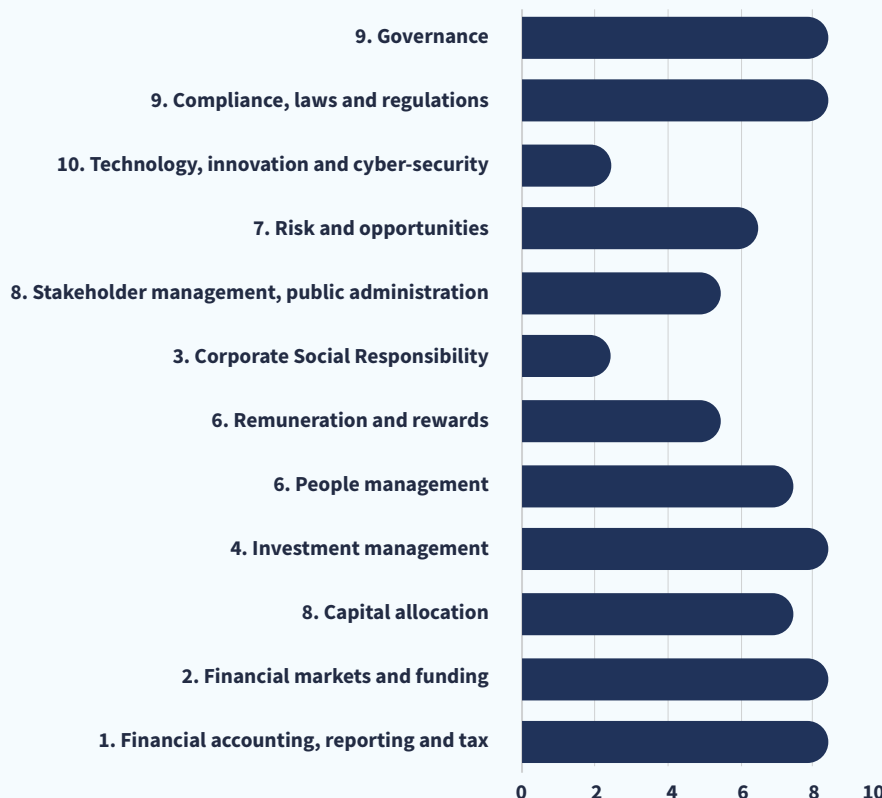 9. Governance
9. Compliance, laws and regulations
10. Technology, innovation and cyber-security
7. Risk and opportunities
8. Stakeholder management, public administration
3. Corporate Social Responsibility
6. Remuneration and rewards
6. People management
4. Investment management
8. Capital allocation
2. Financial markets and funding
1. Financial accounting, reporting and tax
0 2 4 6 8 10